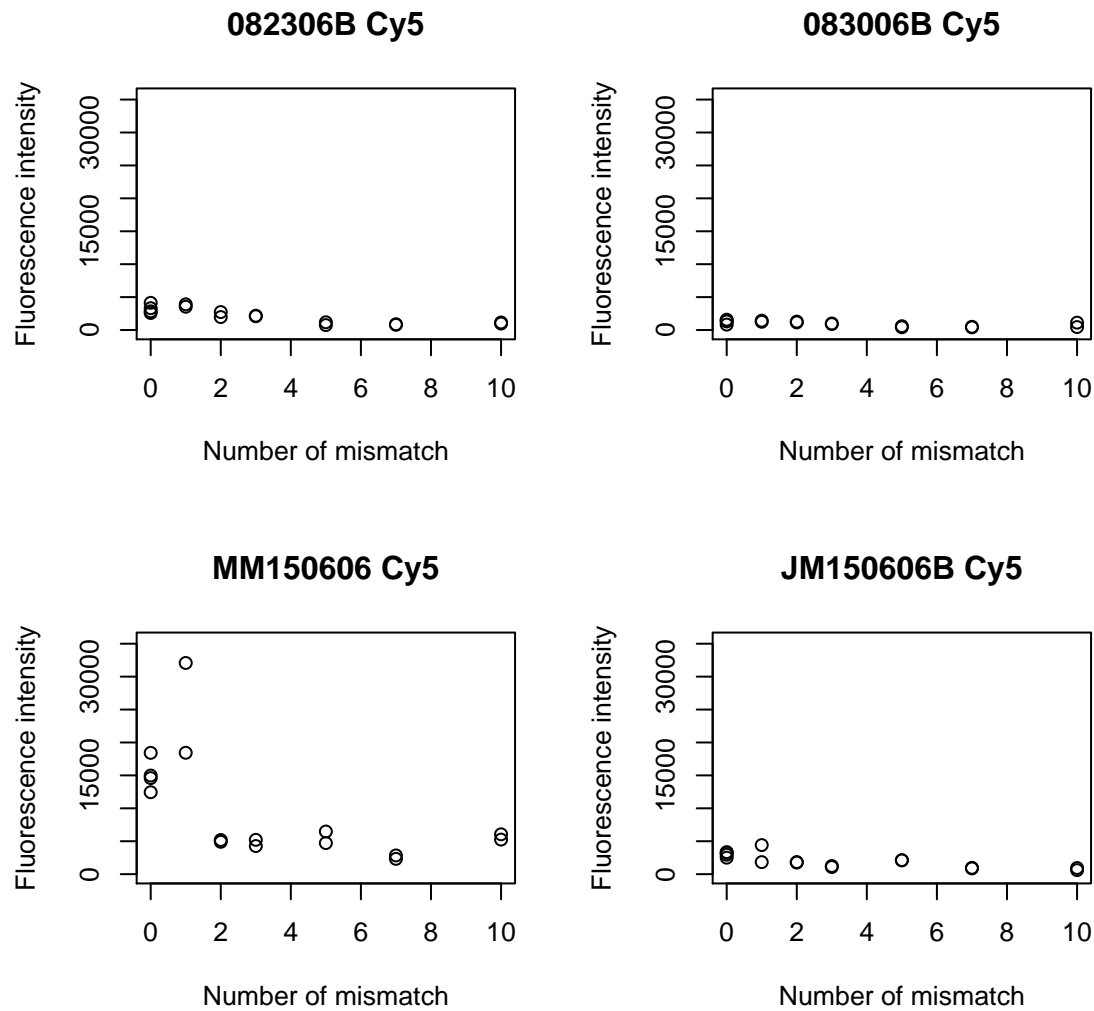 082306B Cy5
Fluorescence intensity
0 15000 30000
0 2 4 6 8 10
Number of mismatch
083006B Cy5
Fluorescence intensity
0 15000 30000
0 2 4 6 8 10
Number of mismatch
MM150606 Cy5
Fluorescence intensity
0 15000 30000
0 2 4 6 8 10
Number of mismatch
JM150606B Cy5
Fluorescence intensity
0 15000 30000
0 2 4 6 8 10
Number of mismatch